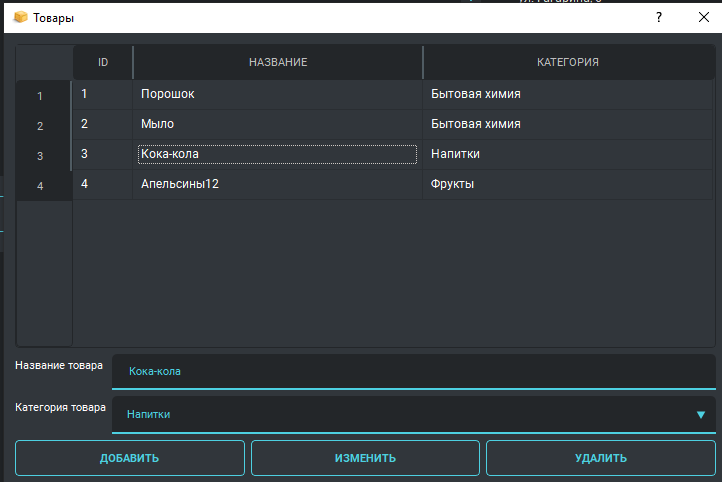 ул. Гагарина, 6
Товары ?
ID НАЗВАНИЕ КАТЕГОРИЯ
1 1 Порошок Бытовая химия
2 2 Мыло Бытовая химия
3 3 Кока-кола Напитки
4 4 Апельсины12 Фрукты
Название товара Кока-кола
Категория товара Напитки
ДОБАВИТЬ ИЗМЕНИТЬ УДАЛИТЬ